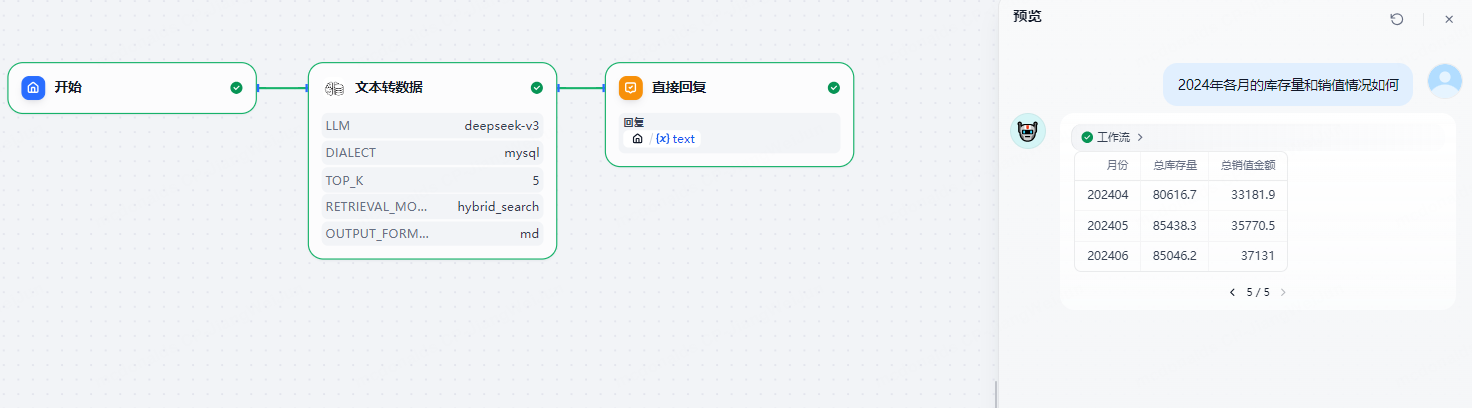 开始
文本转数据
LLM deepseek-v3
DIALECT mysql
TOP_K 5
RETRIEVAL_MO... hybrid_search
OUTPUT_FORM... md
直接回复
回复
/ {x} text
预览
2024年各月的库存量和销值情况如何
工作流
月份 总库存量 总销值金额
202404 80616.7 33181.9
202405 85438.3 35770.5
202406 85046.2 37131
5 / 5